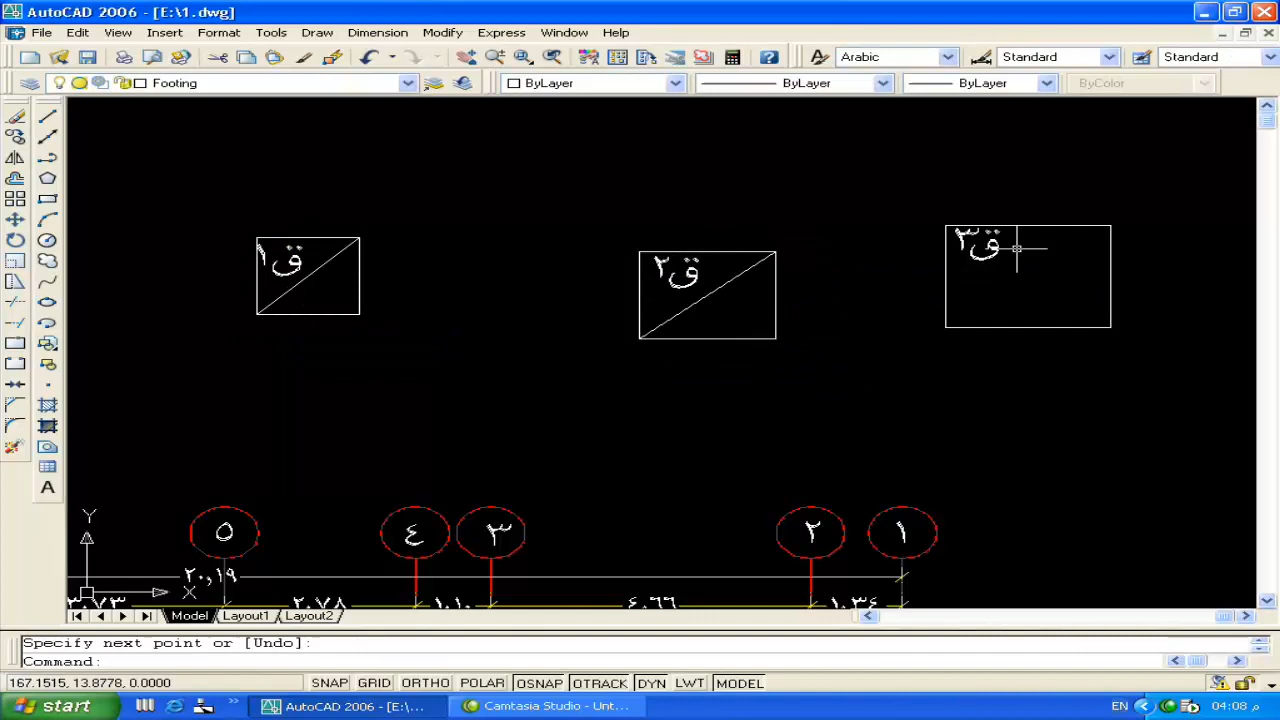 AutoCAD 2006 - [E:\1.dwg]
File Edit View Insert Format Tools Draw Dimension Modify Express Window Help
Arabic Standard Standard
Footing ByLayer ByLayer ByLayer ByColor
ق١ ق٢ ق٣
٥ ٤ ٣ ٢ ١
Y
٢٠,١٩
X
٣.٧٣ ٢.٧٨ ١.١٠ ٤.٦٦ ١.٣٤
Model Layout1 Layout2
Specify next point or [Undo]:
Command:
167.1515, 13.8778, 0.0000 SNAP GRID ORTHO POLAR OSNAP OTRACK DYN LWT MODEL
start AutoCAD 2006 - [E:\... Camtasia Studio - Unt... EN 04:08 م